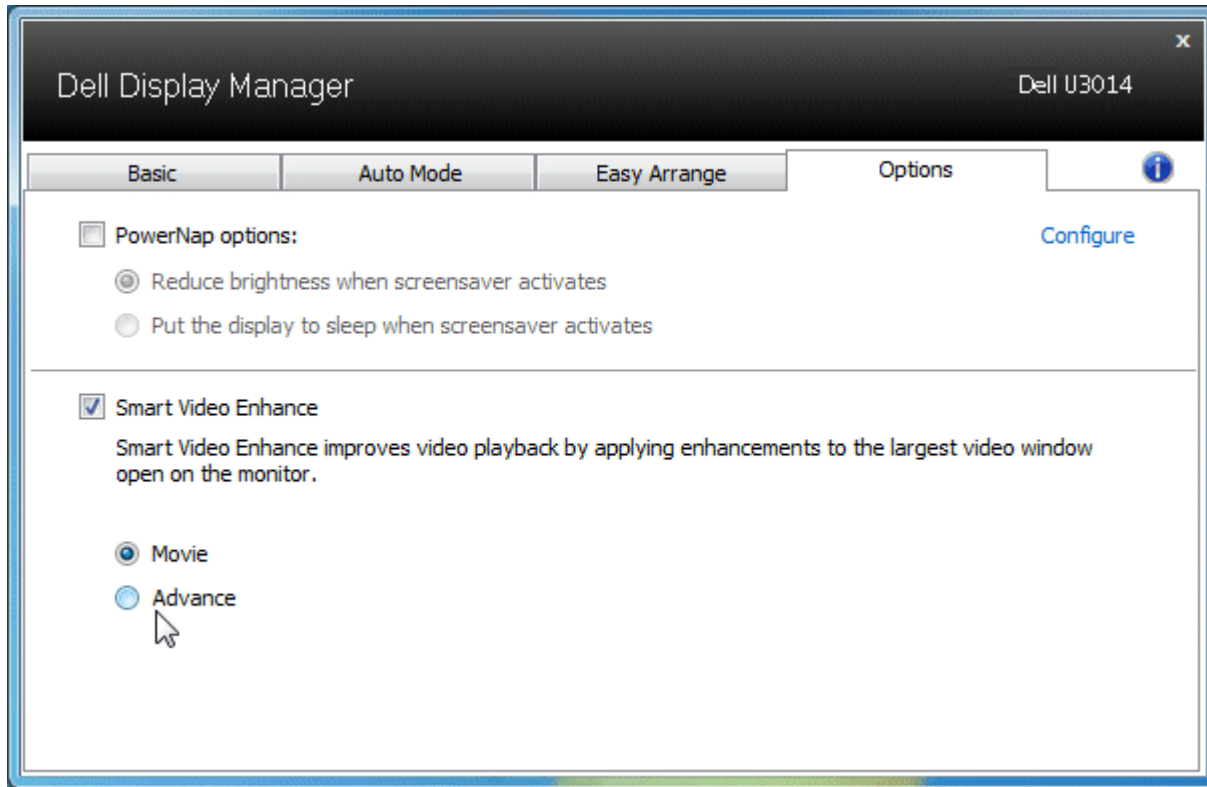 x
Dell Display Manager
Dell U3014
Basic
Auto Mode
Easy Arrange
Options
PowerNap options:
Configure
Reduce brightness when screensaver activates
Put the display to sleep when screensaver activates
Smart Video Enhance
Smart Video Enhance improves video playback by applying enhancements to the largest video window
open on the monitor.
Movie
Advance